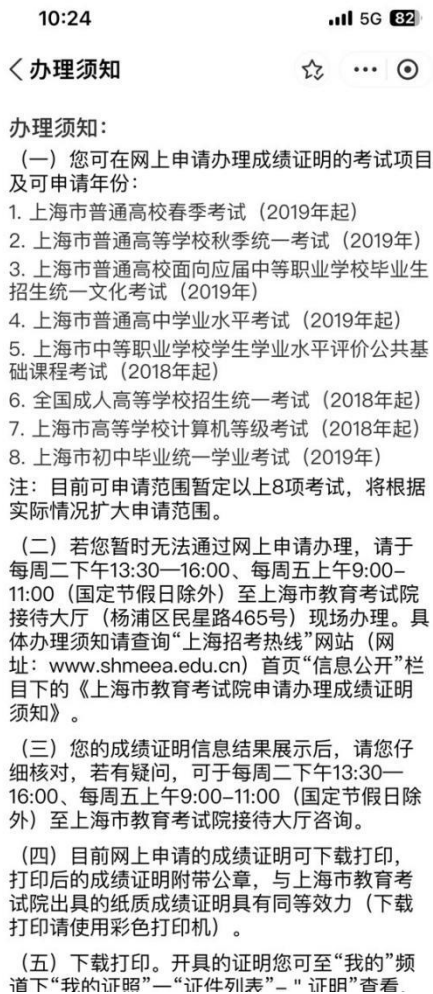 10:24
5G 82
办理须知
办理须知：
（一）您可在网上申请办理成绩证明的考试项目
及可申请年份：
1. 上海市普通高校春季考试（2019年起）
2. 上海市普通高等学校秋季统一考试（2019年）
3. 上海市普通高校面向应届中等职业学校毕业生
招生统一文化考试（2019年）
4. 上海市普通高中学业水平考试（2019年起）
5. 上海市中等职业学校学生学业水平评价公共基
础课程考试（2018年起）
6. 全国成人高等学校招生统一考试（2018年起）
7. 上海市高等学校计算机等级考试（2018年起）
8. 上海市初中毕业统一学业考试（2019年）
注：目前可申请范围暂定以上8项考试，将根据
实际情况扩大申请范围。
（二）若您暂时无法通过网上申请办理，请于
每周二下午13:30—16:00、每周五上午9:00–
11:00（国定节假日除外）至上海市教育考试院
接待大厅（杨浦区民星路465号）现场办理。具
体办理须知请查询“上海招考热线”网站（网
址：www.shmeea.edu.cn）首页“信息公开”栏
目下的《上海市教育考试院申请办理成绩证明
须知》。
（三）您的成绩证明信息结果展示后，请您仔
细核对，若有疑问，可于每周二下午13:30—
16:00、每周五上午9:00–11:00（国定节假日除
外）至上海市教育考试院接待大厅咨询。
（四）目前网上申请的成绩证明可下载打印，
打印后的成绩证明附带公章，与上海市教育考
试院出具的纸质成绩证明具有同等效力（下载
打印请使用彩色打印机）。
（五）下载打印。开具的证明您可至“我的”频
道下“我的证照”—“证件列表”–＂证明”查看，